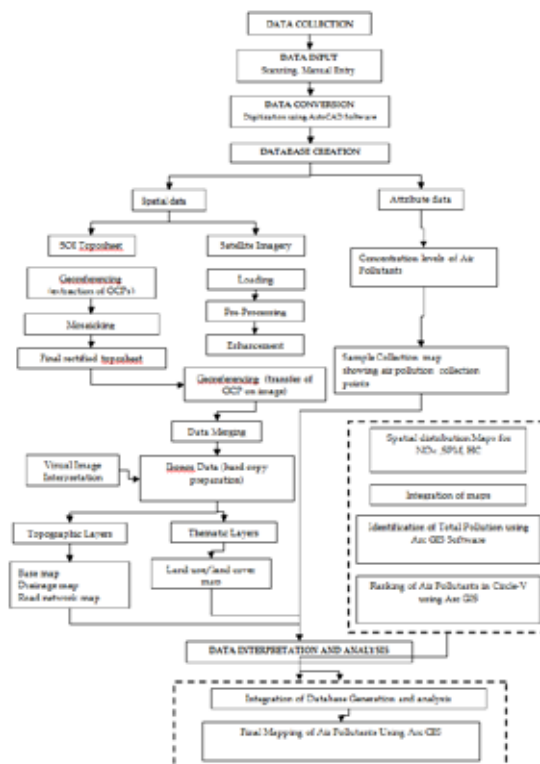 DATA COLLECTION
DATA INPUT
Scanning, Manual Entry
DATA CONVERSION
Digitization using AutoCAD Software
DATABASE CREATION
Spatial data
Attribute data
SOI Toposheet
Satellite Imagery
Georeferencing
(extraction of GCPs)
Loading
Concentration levels of Air
Pollutants
Mosaicking
Pre-Processing
Final rectified toposheet
Enhancement
Sample Collection map
showing air pollution collection
points
Georeferencing (transfer of
GCP on image)
Data Merging
Spatial distribution Maps for
NOx ,SPM, HC
Visual Image
Interpretation
Data (hard copy
preparation)
Integration of
Topographic Layers
Thematic Layers
Identification of Total Pollution using
Arc GIS Software
Base map
Drainage map
Road network map
Land use/land cover
map
Ranking of Air Pollutants in Circle-V
using Arc GIS
DATA INTERPRETATION AND ANALYSIS
Integration of Database Generation and analysis
Final Mapping of Air Pollutants Using Arc GIS